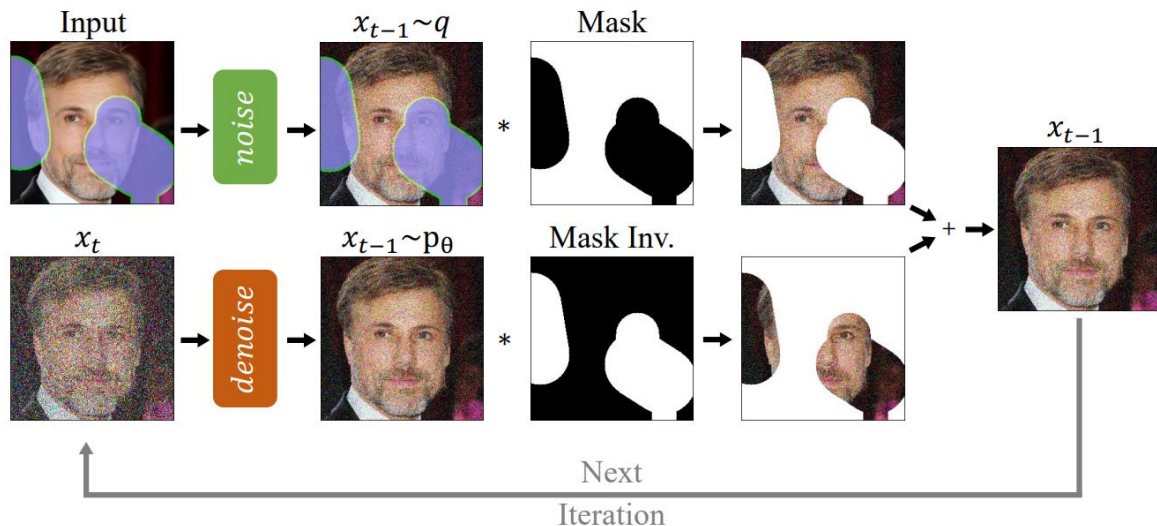 Input
x_{t−1}~q
Mask
noise
*
x_{t−1}
+
x_t
x_{t−1}~p_θ
Mask Inv.
denoise
*
Next
Iteration